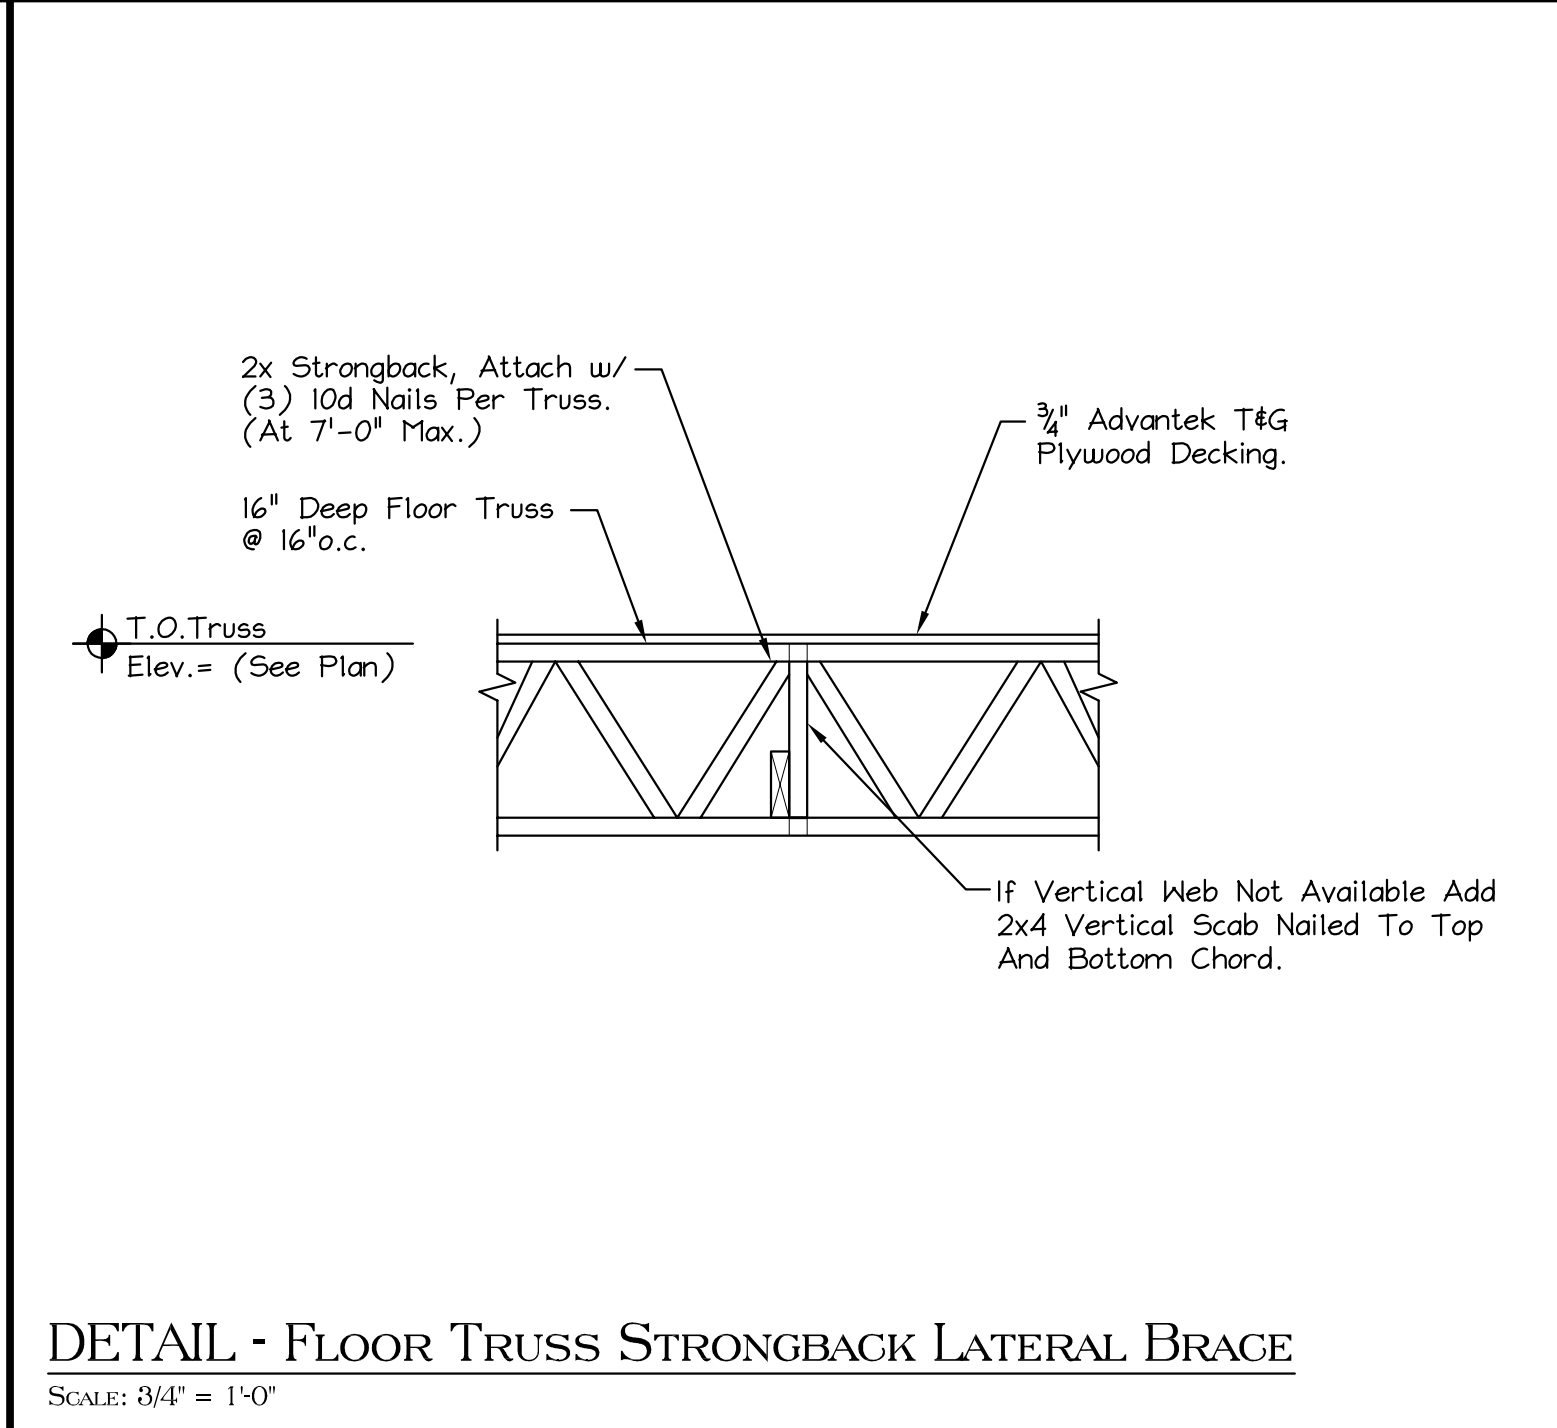 2x Strongback, Attach w/
(3) 10d Nails Per Truss.
(At 7'-0" Max.)
3/4" Advantek T&G
Plywood Decking.
16" Deep Floor Truss
@ 16"o.c.
T.O.Truss
Elev.= (See Plan)
If Vertical Web Not Available Add
2x4 Vertical Scab Nailed To Top
And Bottom Chord.
DETAIL - FLOOR TRUSS STRONGBACK LATERAL BRACE
SCALE: 3/4" = 1'-0"